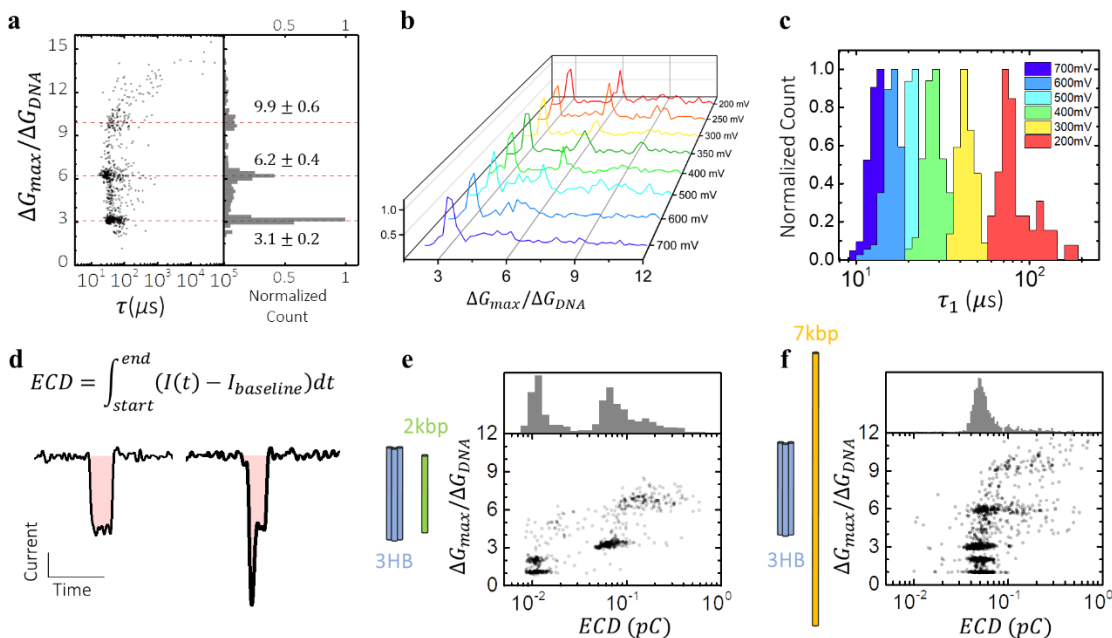 a
0.5 1
15
12
9
6
3
0
ΔG_max/ΔG_DNA
9.9 ± 0.6
6.2 ± 0.4
3.1 ± 0.2
10^1 10^2 10^3 10^4 10^5
0.5 1
τ(μs)
Normalized
Count
b
200 mV
250 mV
300 mV
350 mV
400 mV
500 mV
600 mV
700 mV
1.0
0.5
3 6 9 12
ΔG_max/ΔG_DNA
c
Normalized Count
1.0
0.8
0.6
0.4
0.2
0.0
700mV
600mV
500mV
400mV
300mV
200mV
10^1 10^2
τ_1 (μs)
d
ECD = ∫_start^end (I(t) − I_baseline)dt
Current
Time
e
2kbp
3HB
ΔG_max/ΔG_DNA
12
9
6
3
0
10^-2 10^-1 10^0
ECD (pC)
7kbp
f
3HB
ΔG_max/ΔG_DNA
12
9
6
3
0
10^-2 10^-1 10^0
ECD (pC)